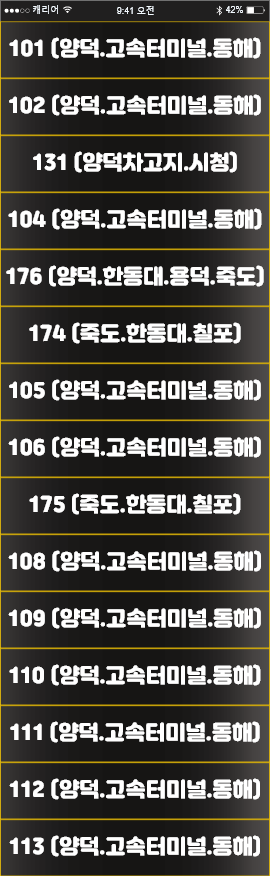 캐리어 9:41 오전 42%
101 (양덕.고속터미널.동해)
102 (양덕.고속터미널.동해)
131 (양덕차고지.시청)
104 (양덕.고속터미널.동해)
176 (양덕.한동대.용덕.죽도)
174 (죽도.한동대.칠포)
105 (양덕.고속터미널.동해)
106 (양덕.고속터미널.동해)
175 (죽도.한동대.칠포)
108 (양덕.고속터미널.동해)
109 (양덕.고속터미널.동해)
110 (양덕.고속터미널.동해)
111 (양덕.고속터미널.동해)
112 (양덕.고속터미널.동해)
113 (양덕.고속터미널.동해)